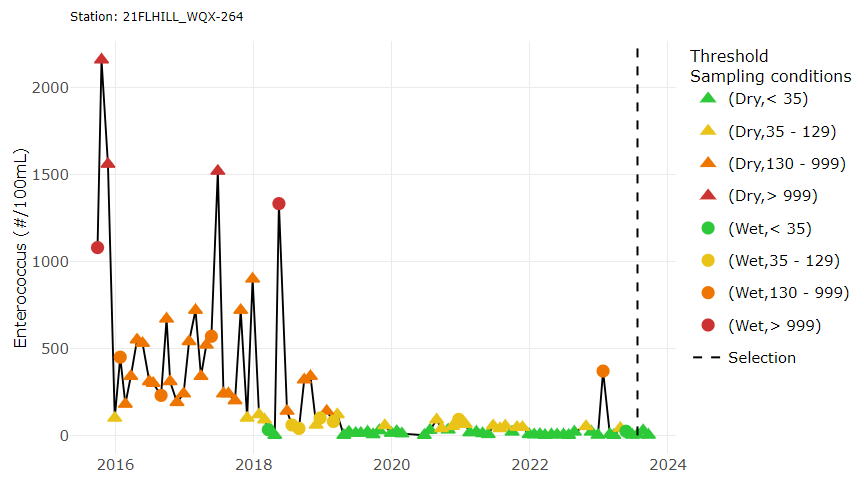 Station: 21FLHILL_WQX-264
Enterococcus (#/100mL)
2000
1500
1000
500
0
2016
2018
2020
2022
2024
Threshold
Sampling conditions
(Dry,< 35)
(Dry,35 - 129)
(Dry,130 - 999)
(Dry,> 999)
(Wet,< 35)
(Wet,35 - 129)
(Wet,130 - 999)
(Wet,> 999)
Selection